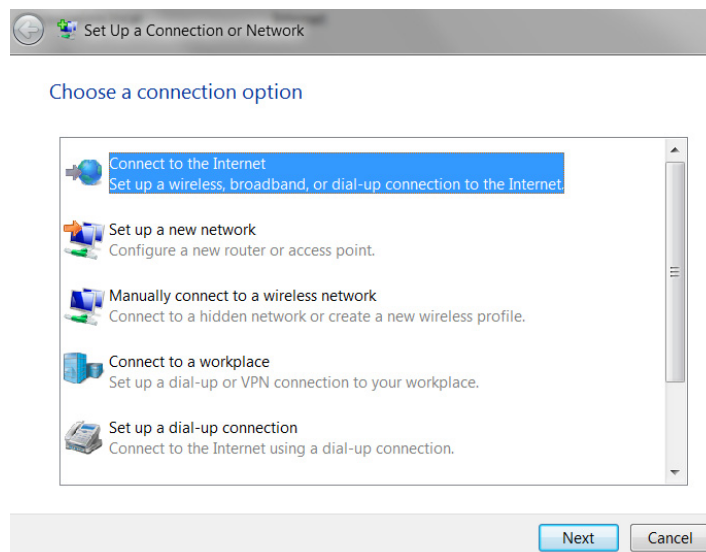 Set Up a Connection or Network
Choose a connection option
Connect to the Internet
Set up a wireless, broadband, or dial-up connection to the Internet.
Set up a new network
Configure a new router or access point.
Manually connect to a wireless network
Connect to a hidden network or create a new wireless profile.
Connect to a workplace
Set up a dial-up or VPN connection to your workplace.
Set up a dial-up connection
Connect to the Internet using a dial-up connection.
Next
Cancel